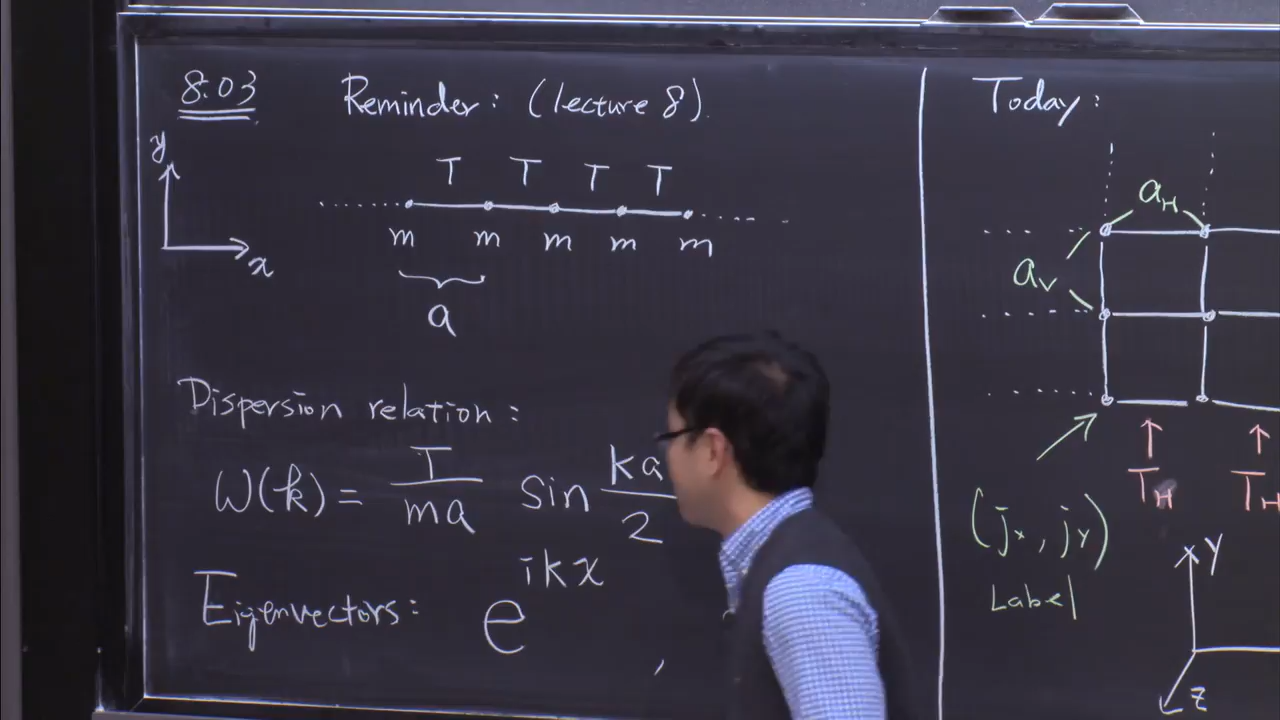 8.03 Reminder: (lecture 8).
y
T T T T
m m m m m
x
a
Dispersion relation:
ω(k) = T/ma sin ka/2
Eigenvectors: e^ikx ,
Today:
a_H
a_V
T_H T_H
(j_x, j_y)
Label
Y
Z